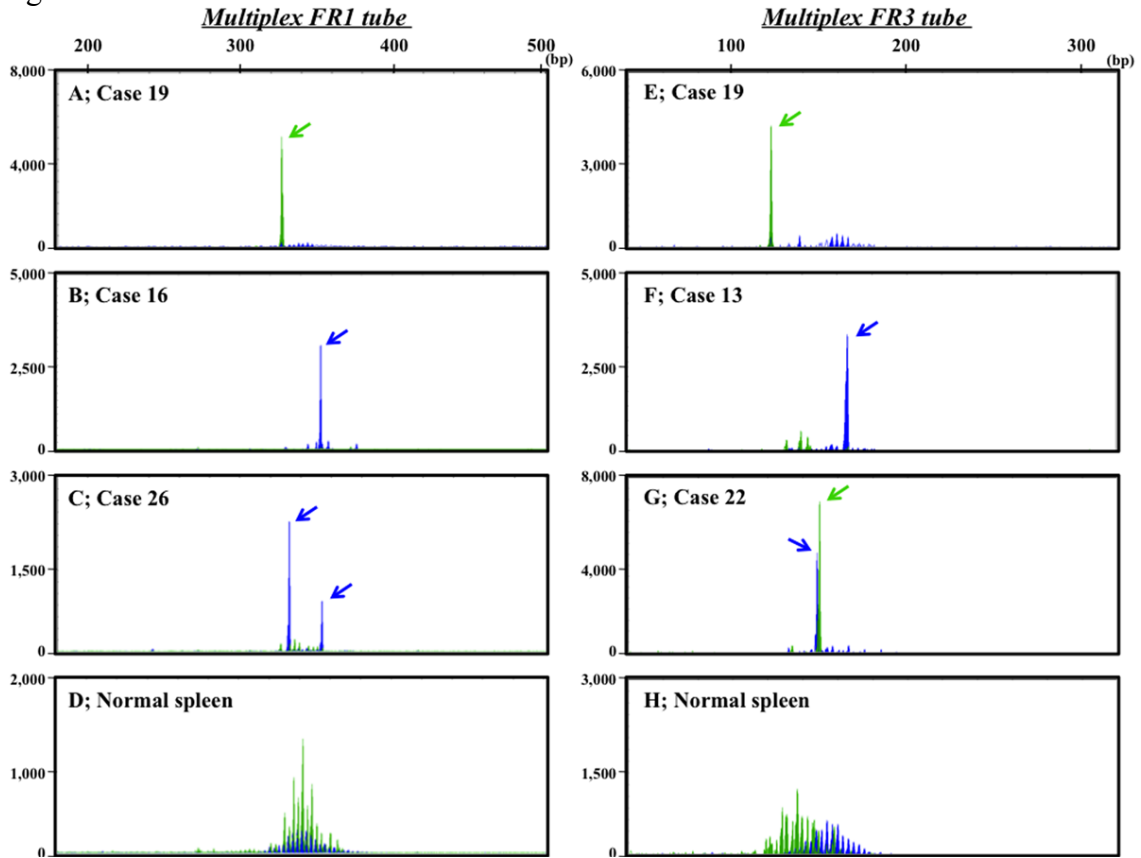 Multiplex FR1 tube
Multiplex FR3 tube
200 300 400 500 (bp)
100 200 300 (bp)
8,000
4,000
0
A; Case 19
6,000
3,000
0
E; Case 19
5,000
2,500
0
B; Case 16
5,000
2,500
0
F; Case 13
3,000
1,500
0
C; Case 26
8,000
4,000
0
G; Case 22
2,000
1,000
0
D; Normal spleen
3,000
1,500
0
H; Normal spleen